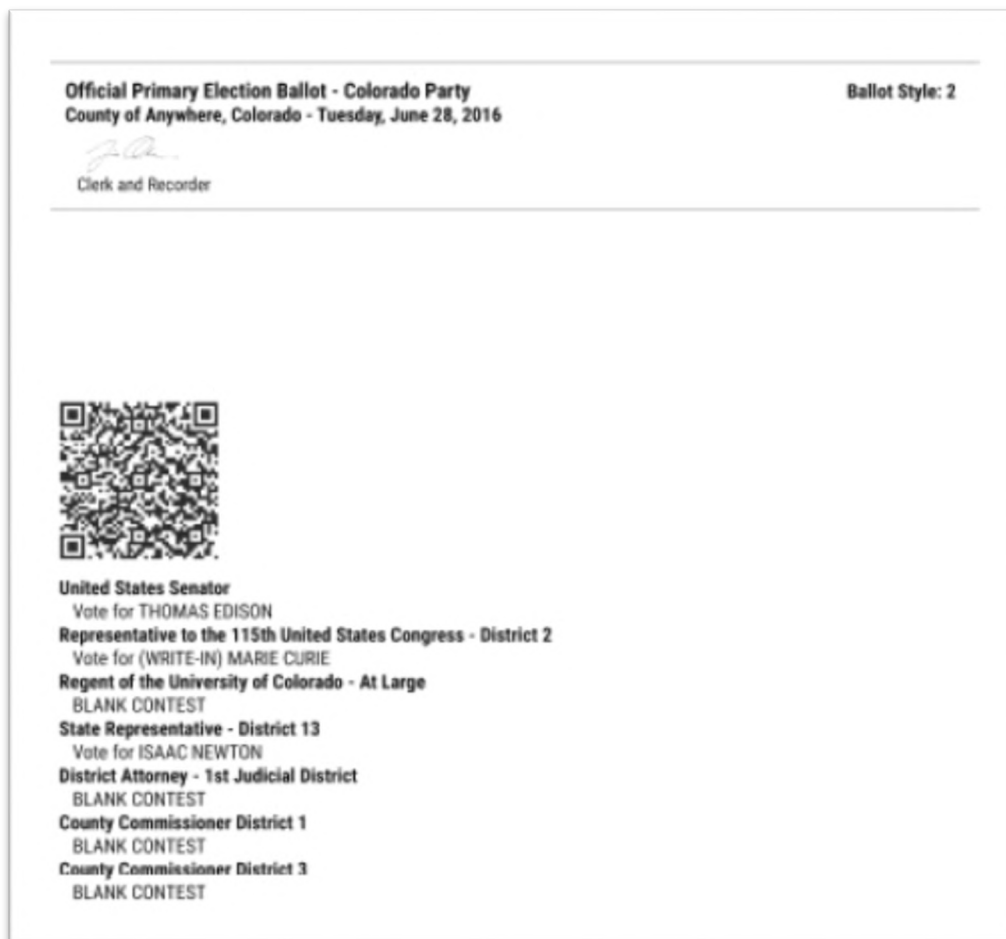 Official Primary Election Ballot - Colorado Party
Ballot Style: 2
County of Anywhere, Colorado - Tuesday, June 28, 2016
Clerk and Recorder
United States Senator
Vote for THOMAS EDISON
Representative to the 115th United States Congress - District 2
Vote for (WRITE-IN) MARIE CURIE
Regent of the University of Colorado - At Large
BLANK CONTEST
State Representative - District 13
Vote for ISAAC NEWTON
District Attorney - 1st Judicial District
BLANK CONTEST
County Commissioner District 1
BLANK CONTEST
County Commissioner District 3
BLANK CONTEST